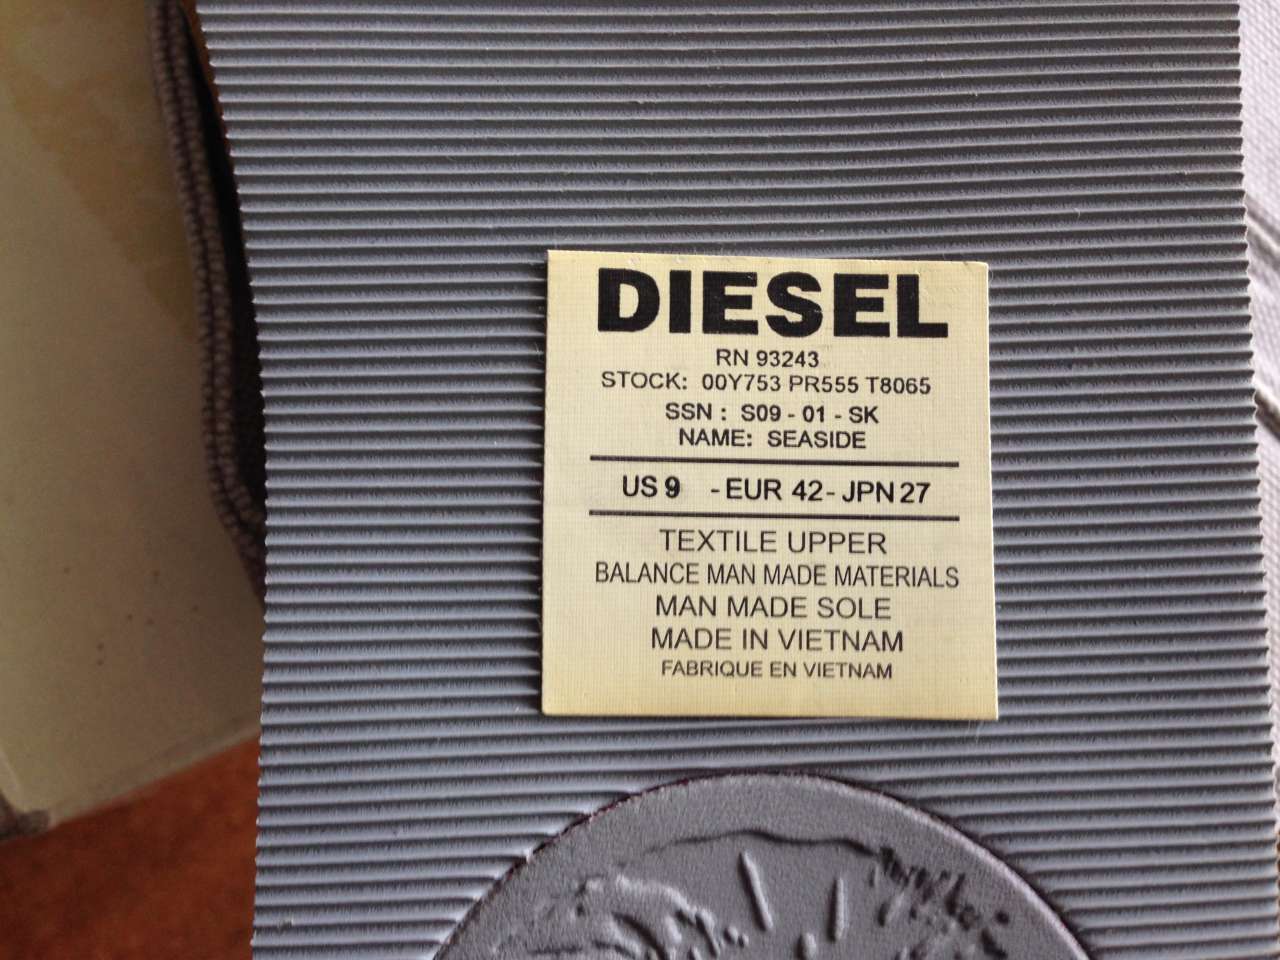 DIESEL
RN 93243
STOCK: 00Y753 PR555 T8065
SSN : S09 - 01 - SK
NAME: SEASIDE
US 9 - EUR 42 - JPN 27
TEXTILE UPPER
BALANCE MAN MADE MATERIALS
MAN MADE SOLE
MADE IN VIETNAM
FABRIQUE EN VIETNAM